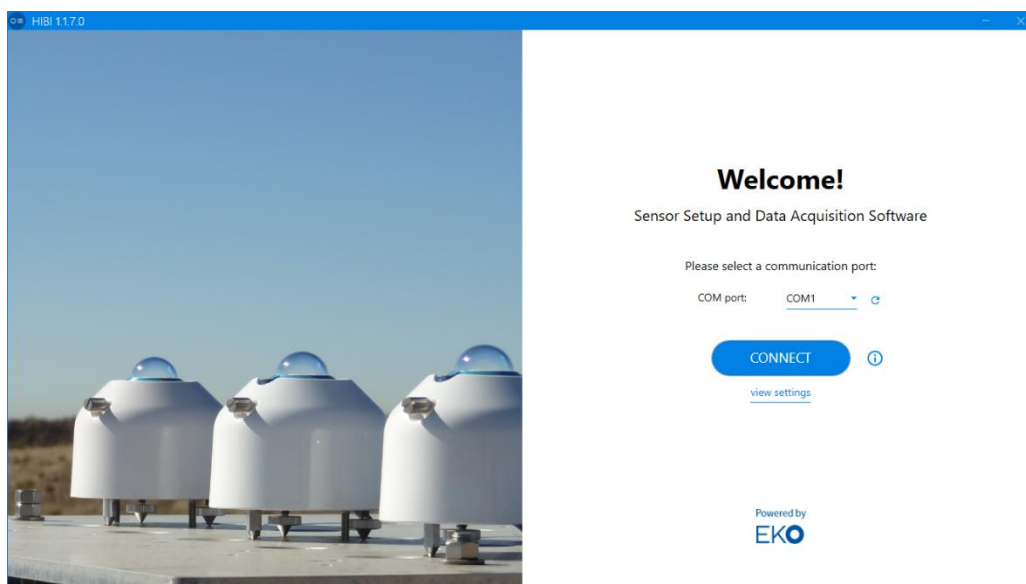 HIBI 1.1.7.0
Welcome!
Sensor Setup and Data Acquisition Software
Please select a communication port:
COM port: COM1
CONNECT
view settings
Powered by
EKO